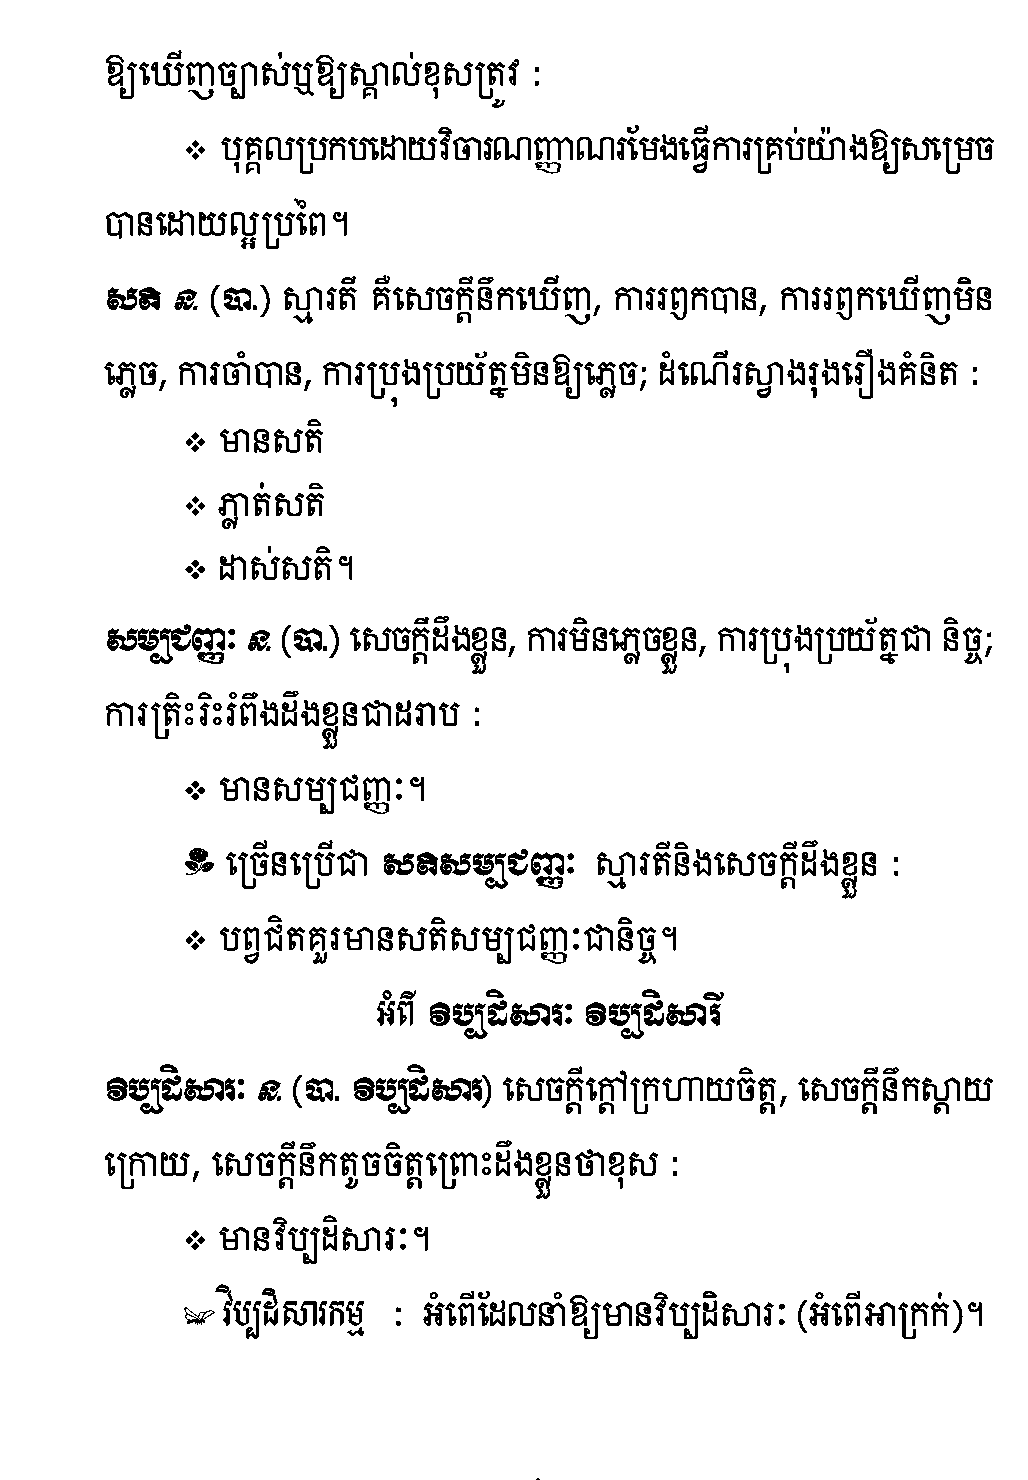 ឱ្យឃើញច្បាស់ឬឱ្យស្គាល់ខុសត្រូវ :
❖ បុគ្គលប្រកបដោយវិចារណញ្ញាណរមែងធ្វើការគ្រប់យ៉ាងឱ្យសម្រេច
បានដោយល្អប្រពៃ។
សតិ ន. (បា.) ស្មារតី គឺសេចក្ដីនឹកឃើញ, ការរឭកបាន, ការរឭកឃើញមិន
ភ្លេច, ការចាំបាន, ការប្រុងប្រយ័ត្នមិនឱ្យភ្លេច; ដំណើរស្វាងរុងរឿងគំនិត :
❖ មានសតិ
❖ ភ្លាត់សតិ
❖ ដាស់សតិ។
សម្បជញ្ញៈ ន. (បា.) សេចក្ដីដឹងខ្លួន, ការមិនភ្លេចខ្លួន, ការប្រុងប្រយ័ត្នជា និច្ច;
ការត្រិះរិះរំពឹងដឹងខ្លួនជាដរាប :
❖ មានសម្បជញ្ញៈ។
ច្រើនប្រើជា សតិសម្បជញ្ញៈ ស្មារតីនិងសេចក្ដីដឹងខ្លួន :
❖ បព្វជិតគួរមានសតិសម្បជញ្ញៈជានិច្ច។
អំពី វិប្បដិសារៈ វិប្បដិសារី
វិប្បដិសារៈ ន. (បា. វិប្បដិសារ) សេចក្ដីក្ដៅក្រហាយចិត្ត, សេចក្ដីនឹកស្ដាយ
ក្រោយ, សេចក្ដីនឹកតូចចិត្តព្រោះដឹងខ្លួនថាខុស :
❖ មានវិប្បដិសារៈ។
វិប្បដិសារកម្ម : អំពើដែលនាំឱ្យមានវិប្បដិសារៈ (អំពើអាក្រក់)។